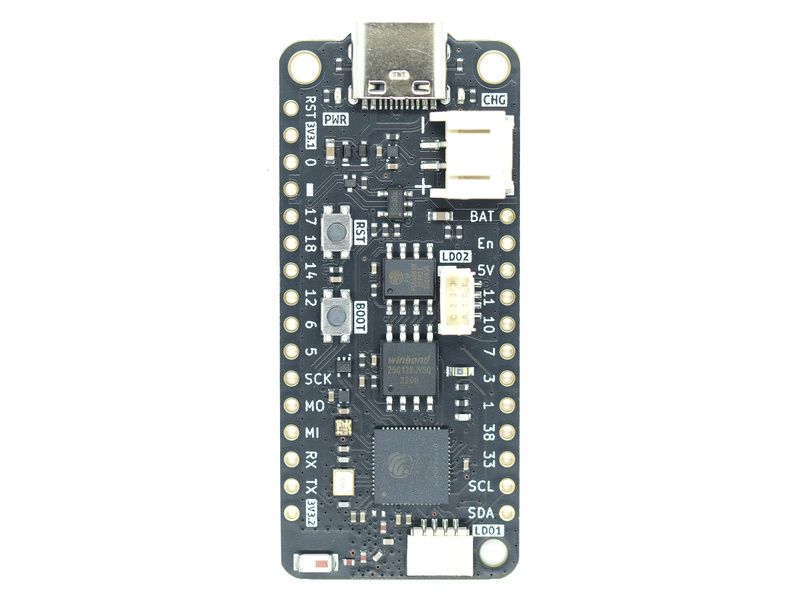 CHG
PWR
RST
3V3.1
0
17
18
14
12
6
5
SCK
MO
MI
RX
TX
3V3.2
RST
BOOT
-
+
BAT
En
5V
11
10
7
3
1
38
33
SCL
SDA
LDO2
winbond
25Q128JVSQ
2206
LDO1